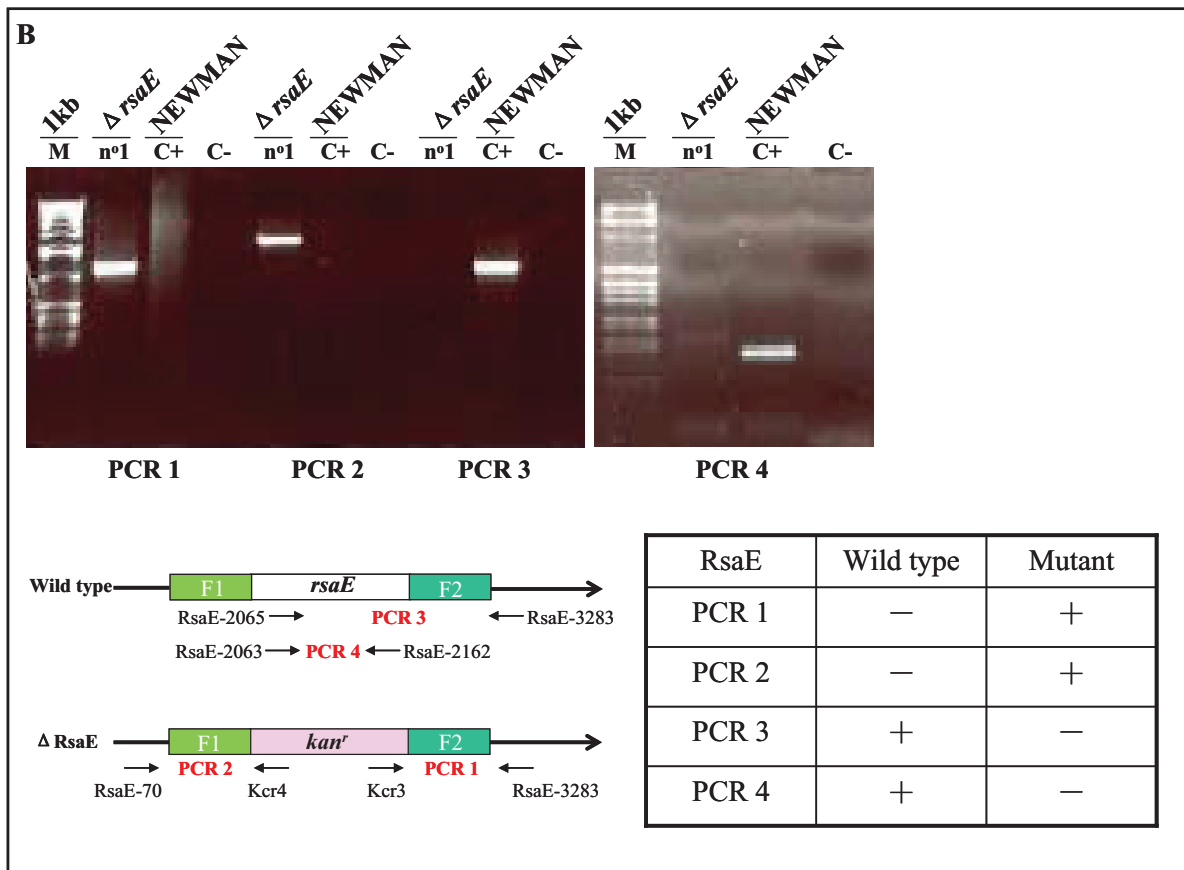 B
1kb Δ rsaE NEWMAN Δ rsaE NEWMAN Δ rsaE NEWMAN 1kb Δ rsaE NEWMAN
M nº1 C+ C- nº1 C+ C- nº1 C+ C- M nº1 C+ C-
PCR 1 PCR 2 PCR 3 PCR 4
Wild type F1 rsaE F2
RsaE-2065 PCR 3 RsaE-3283
RsaE-2063 PCR 4 RsaE-2162
Δ RsaE F1 kanʳ F2
PCR 2 PCR 1
RsaE-70 Kcr4 Kcr3 RsaE-3283
RsaE Wild type Mutant
PCR 1 − +
PCR 2 − +
PCR 3 + −
PCR 4 + −